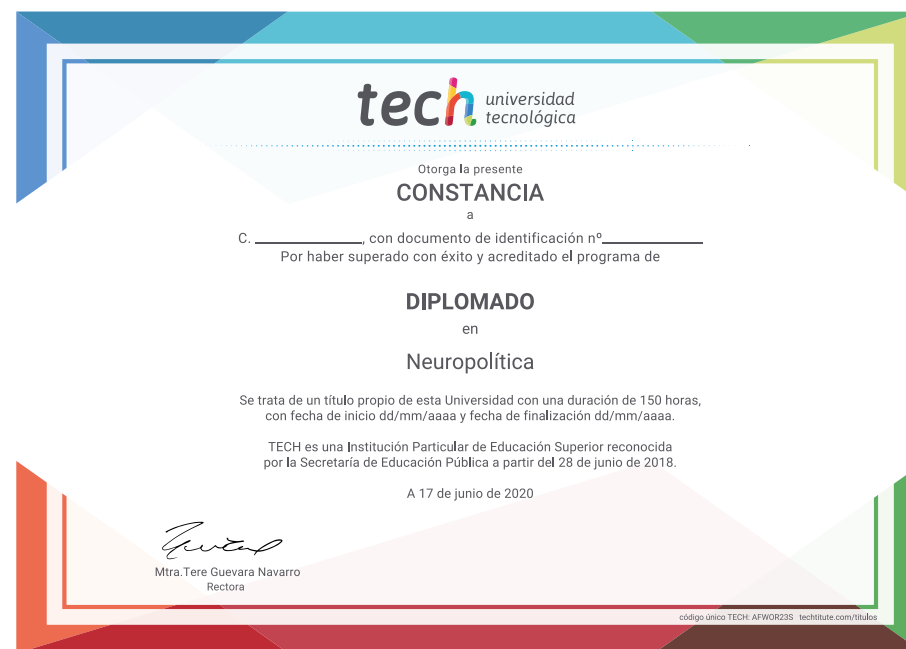 tech universidad
tecnológica
Otorga la presente
CONSTANCIA
a
C. ____________, con documento de identificación nº____________
Por haber superado con éxito y acreditado el programa de
DIPLOMADO
en
Neuropolítica
Se trata de un título propio de esta Universidad con una duración de 150 horas,
con fecha de inicio dd/mm/aaaa y fecha de finalización dd/mm/aaaa.
TECH es una Institución Particular de Educación Superior reconocida
por la Secretaría de Educación Pública a partir del 28 de junio de 2018.
A 17 de junio de 2020
Mtra.Tere Guevara Navarro
Rectora
código único TECH: AFWOR23S techtitute.com/titulos